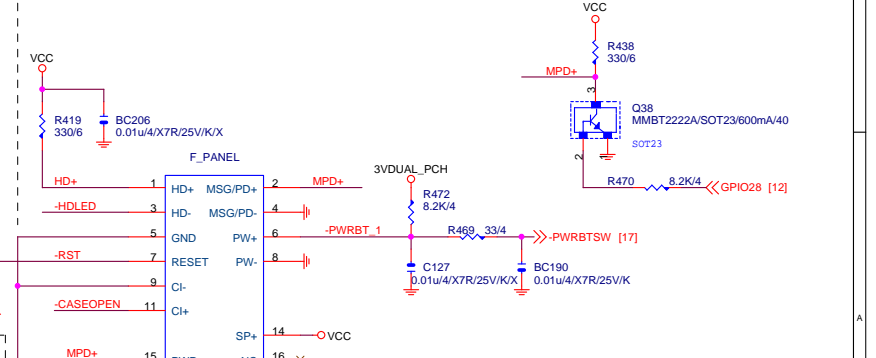 VCC
R438
330/6
MPD+
3
Q38
MMBT2222A/SOT23/600mA/40
SOT23
2
1
R470
8.2K/4
GPIO28 [12]
VCC
R419
330/6
BC206
0.01u/4/X7R/25V/K/X
F_PANEL
HD+
1
HD+
MSG/PD+
2
MPD+
-HDLED
3
HD-
MSG/PD-
4
5
GND
PW+
6
-PWRBT_1
-RST
7
RESET
PW-
8
9
CI-
-CASEOPEN
11
CI+
SP+
14
VCC
MPD+
15
16
3VDUAL_PCH
R472
8.2K/4
R469
33/4
-PWRBTSW [17]
C127
0.01u/4/X7R/25V/K/X
BC190
0.01u/4/X7R/25V/K
A